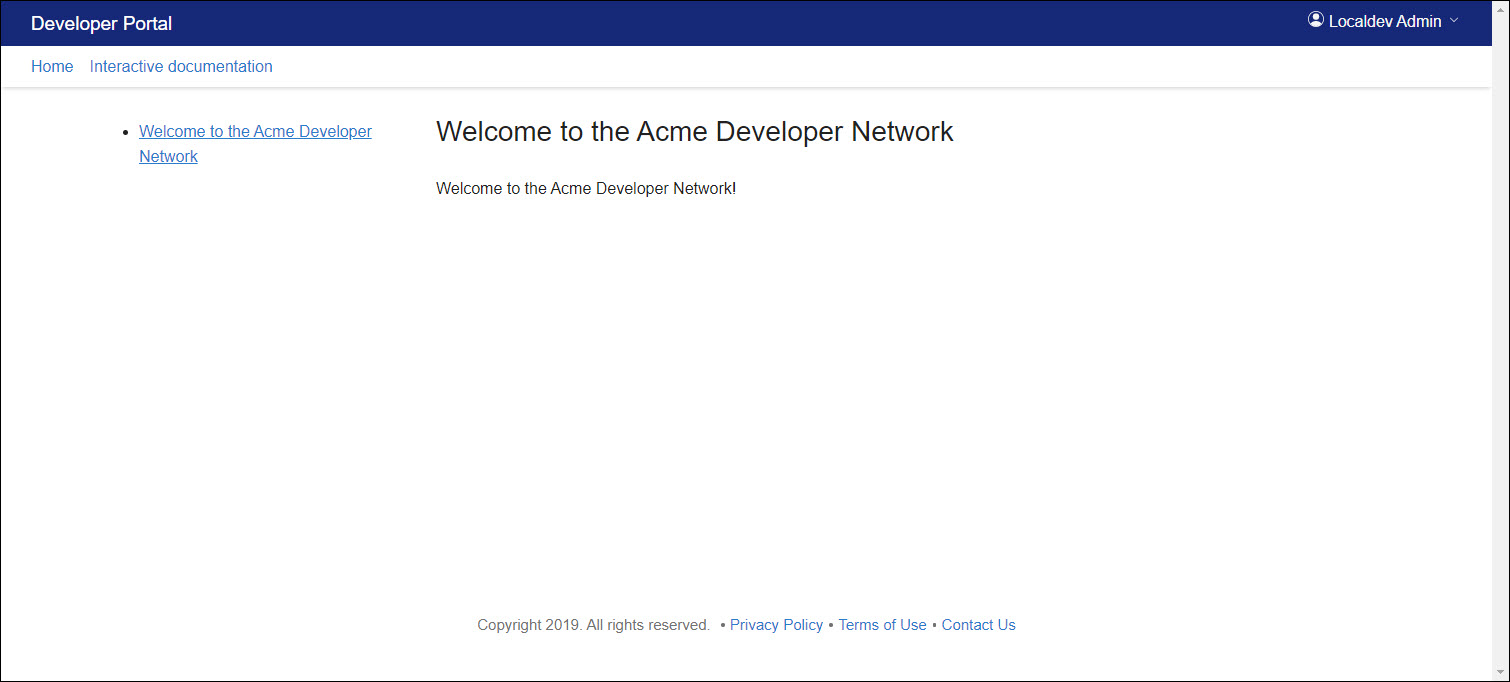 Developer Portal
Localdev Admin
Home Interactive documentation
Welcome to the Acme Developer
Network
Welcome to the Acme Developer Network
Welcome to the Acme Developer Network!
Copyright 2019. All rights reserved. • Privacy Policy • Terms of Use • Contact Us